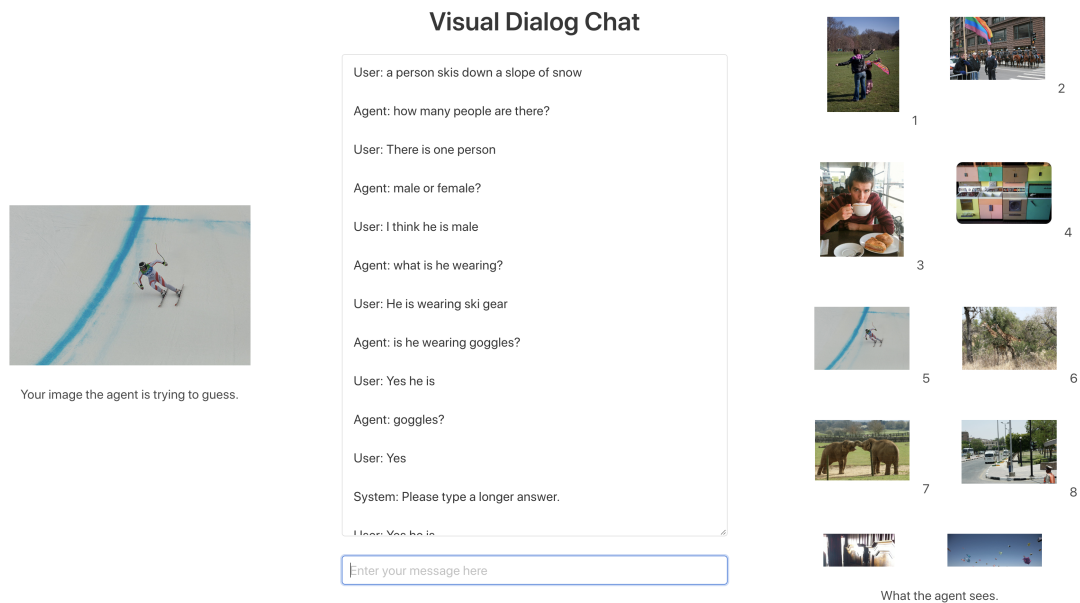 Visual Dialog Chat
User: a person skis down a slope of snow
Agent: how many people are there?
User: There is one person
Agent: male or female?
User: I think he is male
Agent: what is he wearing?
User: He is wearing ski gear
Agent: is he wearing goggles?
User: Yes he is
Agent: goggles?
User: Yes
System: Please type a longer answer.
User: Yes he is
Enter your message here
Your image the agent is trying to guess.
1
2
3
4
5
6
7
8
What the agent sees.